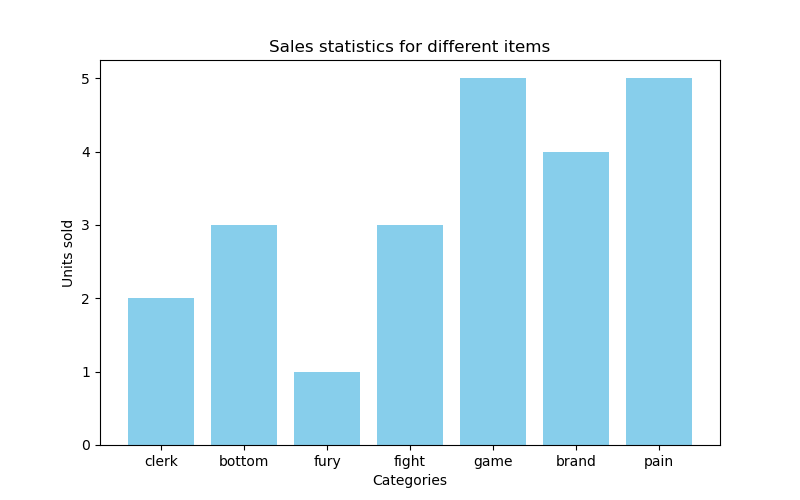 Sales statistics for different items
Units sold
5
4
3
2
1
0
clerk bottom fury fight game brand pain
Categories